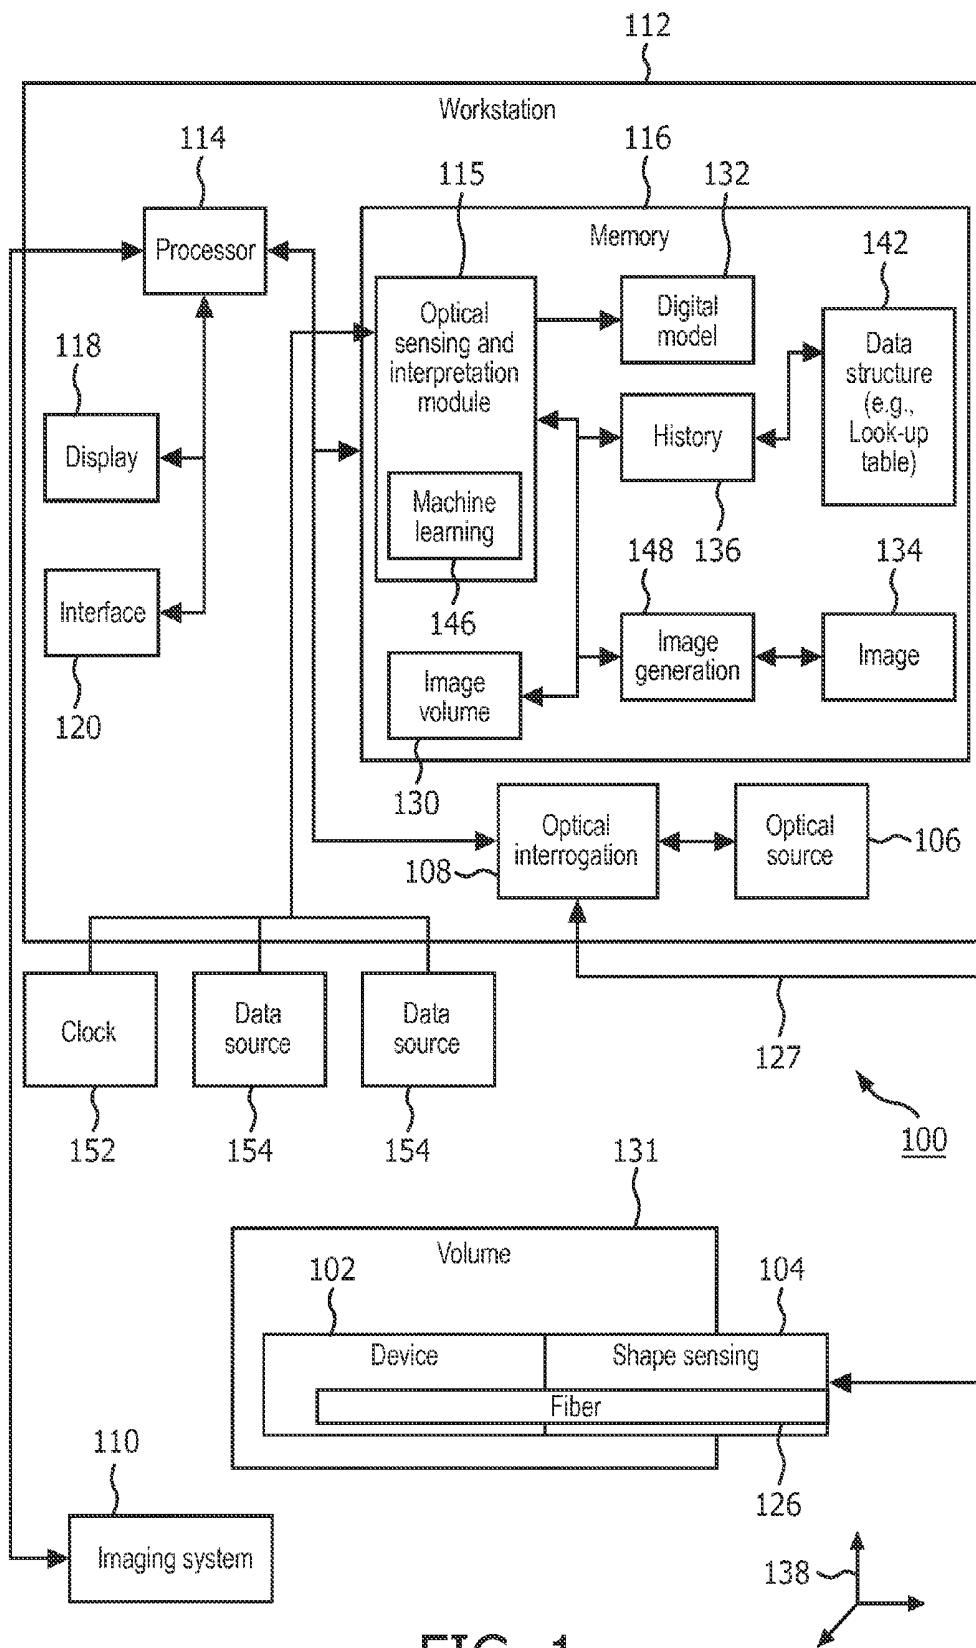 112
Workstation
114
116
115
132
Processor
Memory
142
Optical
sensing and
interpretation
module
Digital
model
Data
structure
(e.g.,
Look-up
table)
118
Display
History
Machine
learning
136
148
134
146
Interface
Image
generation
Image
120
Image
volume
130
Optical
interrogation
Optical
source
106
108
Clock
Data
source
Data
source
127
152
154
154
100
131
Volume
102
104
Device
Shape sensing
Fiber
110
126
Imaging system
138
FIG. 1